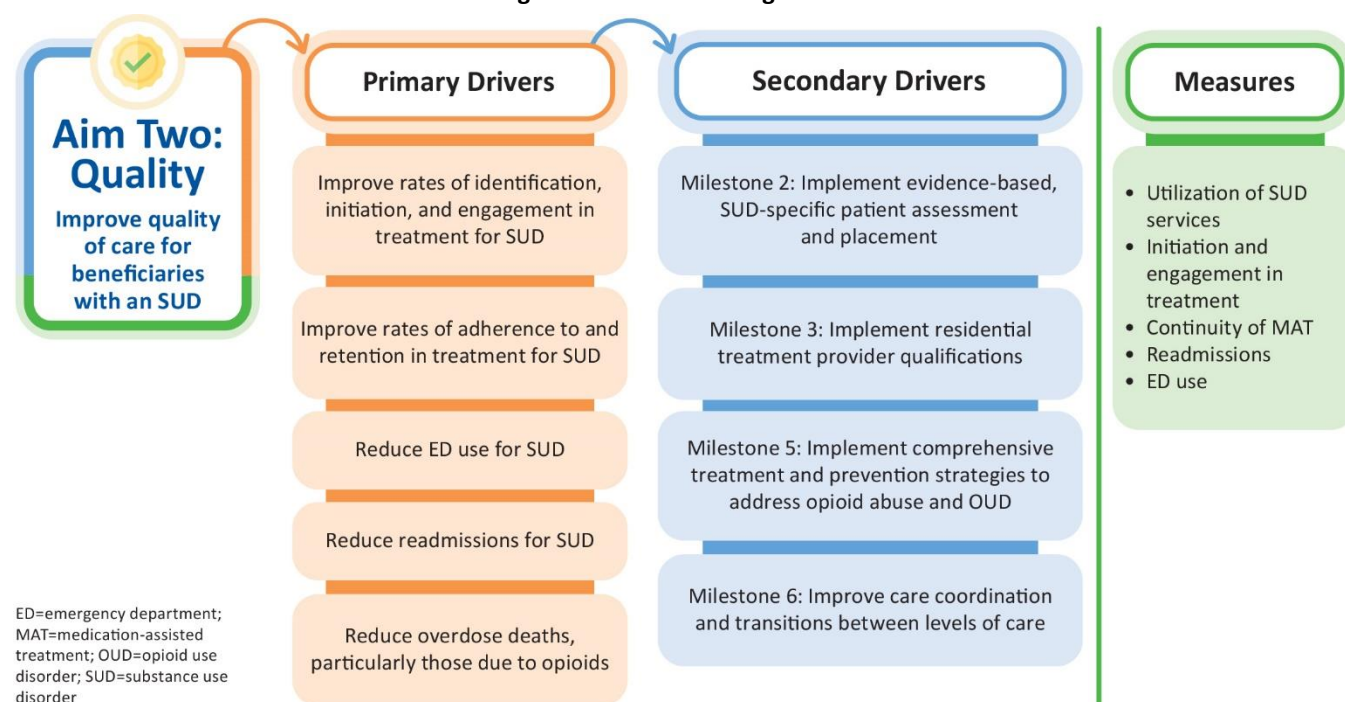 Aim Two:
Quality
Improve quality
of care for
beneficiaries
with an SUD
Primary Drivers
Improve rates of identification,
initiation, and engagement in
treatment for SUD
Improve rates of adherence to and
retention in treatment for SUD
Reduce ED use for SUD
Reduce readmissions for SUD
Reduce overdose deaths,
particularly those due to opioids
Secondary Drivers
Milestone 2: Implement evidence-based,
SUD-specific patient assessment
and placement
Milestone 3: Implement residential
treatment provider qualifications
Milestone 5: Implement comprehensive
treatment and prevention strategies to
address opioid abuse and OUD
Milestone 6: Improve care coordination
and transitions between levels of care
Measures
• Utilization of SUD
services
• Initiation and
engagement in
treatment
• Continuity of MAT
• Readmissions
• ED use
ED=emergency department;
MAT=medication-assisted
treatment; OUD=opioid use
disorder; SUD=substance use
disorder